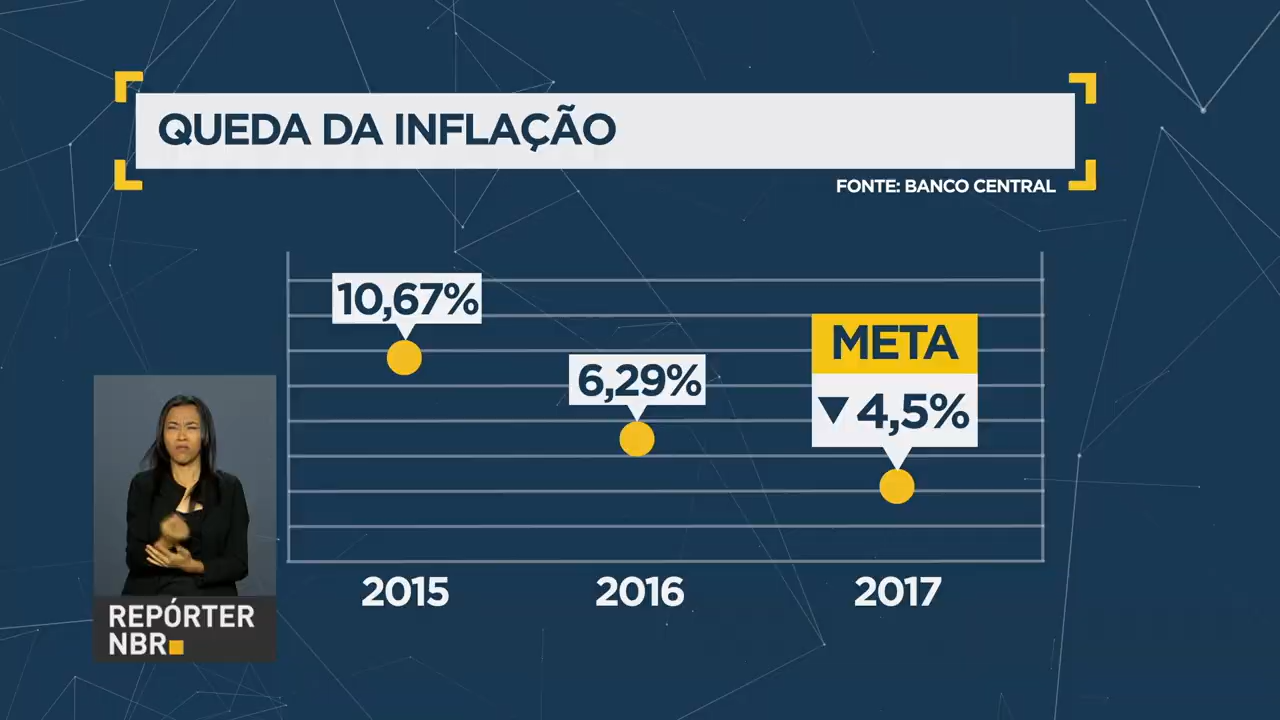 QUEDA DA INFLAÇÃO
FONTE: BANCO CENTRAL
10,67%
6,29%
META
▼4,5%
2015 2016 2017
REPÓRTER
NBR